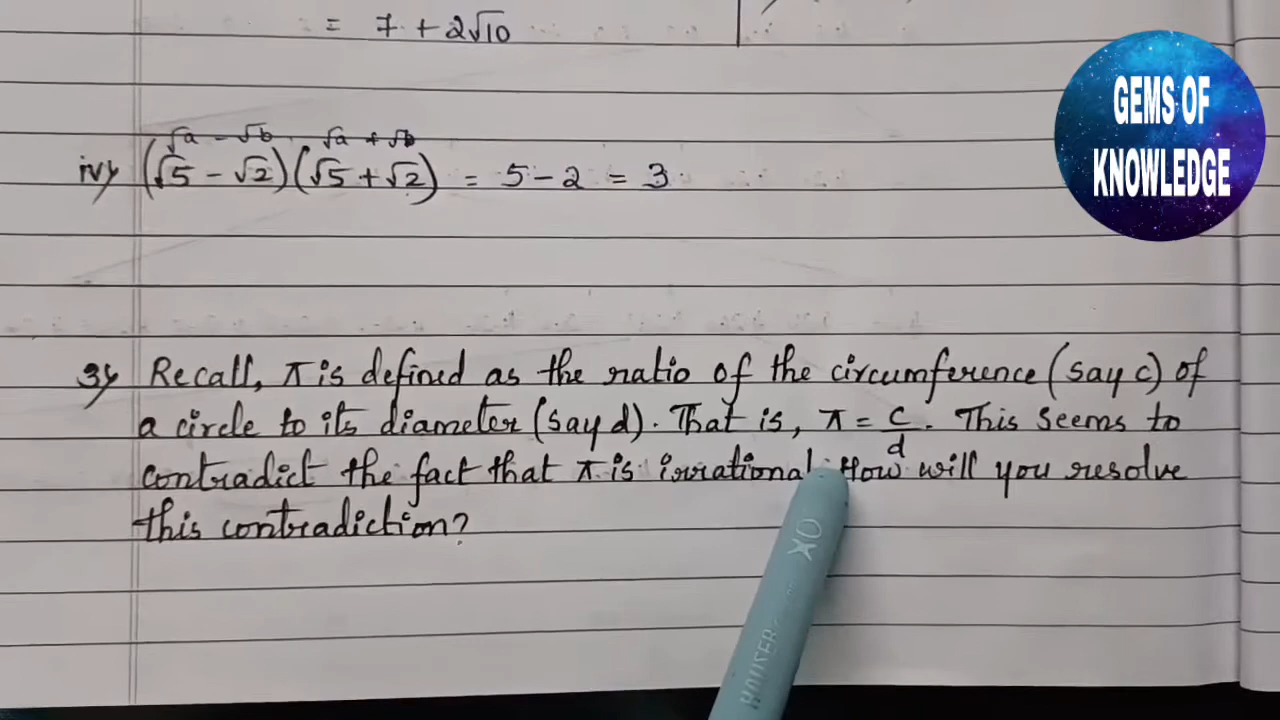 = 7 + 2√10
√a - √b √a + √b
iv) (√5 - √2)(√5 + √2) = 5 - 2 = 3
3) Recall, π is defined as the ratio of the circumference (say c) of
a circle to its diameter (say d). That is, π = c/d. This seems to
contradict the fact that π is irrational. How will you resolve
this contradiction?
GEMS OF
KNOWLEDGE
HAUSER
XO